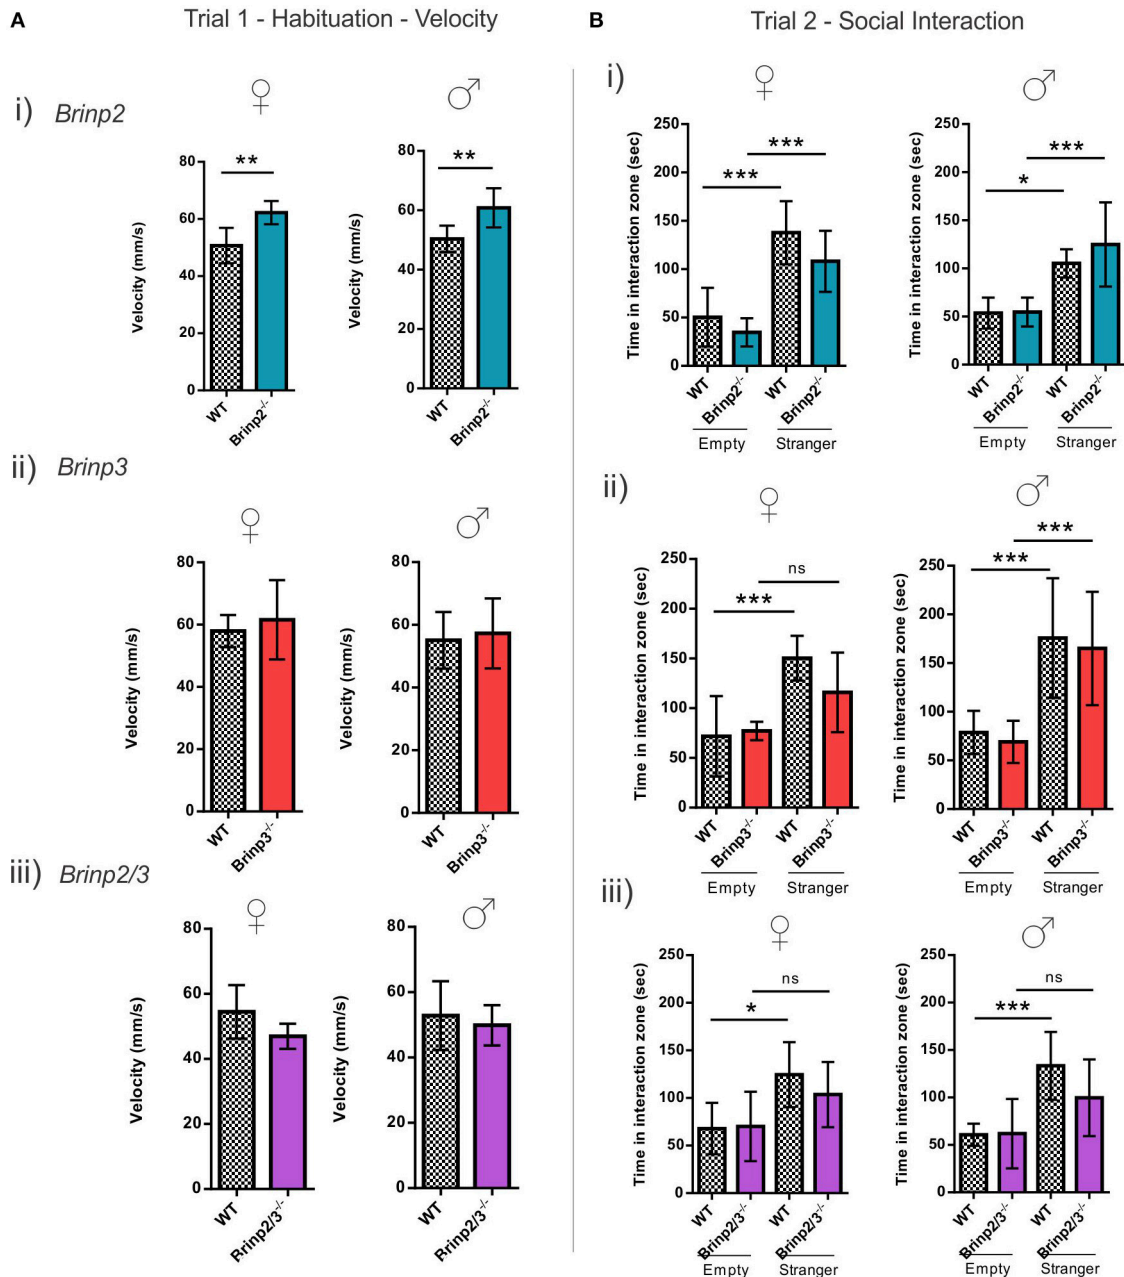 A
Trial 1 - Habituation - Velocity
i) Brinp2
♀
♂
Velocity (mm/s)
80
60
40
20
0
**
WT
Brinp2-/-
Velocity (mm/s)
80
60
40
20
0
**
WT
Brinp2-/-
ii) Brinp3
♀
♂
Velocity (mm/s)
80
60
40
20
0
WT
Brinp3-/-
Velocity (mm/s)
80
60
40
20
0
WT
Brinp3-/-
iii) Brinp2/3
♀
♂
Velocity (mm/s)
80
60
40
20
0
WT
Rrinp2/3-/-
Velocity (mm/s)
80
60
40
20
0
WT
Brinp2/3-/-
B
Trial 2 - Social Interaction
i)
♀
♂
Time in interaction zone (sec)
250
200
150
100
50
0
***
***
WT
Brinp2-/-
WT
Brinp2-/-
Empty
Stranger
Time in interaction zone (sec)
250
200
150
100
50
0
***
*
WT
Brinp2-/-
WT
Brinp2-/-
Empty
Stranger
ii)
♀
♂
Time in interaction zone (sec)
250
200
150
100
50
0
ns
***
WT
Brinp3-/-
WT
Brinp3-/-
Empty
Stranger
Time in interaction zone (sec)
250
200
150
100
50
0
***
***
WT
Brinp3-/-
WT
Brinp3-/-
Empty
Stranger
iii)
♀
♂
Time in interaction zone (sec)
250
200
150
100
50
0
ns
*
WT
Brinp2/3-/-
WT
Brinp2/3-/-
Empty
Stranger
Time in interaction zone (sec)
250
200
150
100
50
0
ns
***
WT
Brinp2/3-/-
WT
Brinp2/3-/-
Empty
Stranger